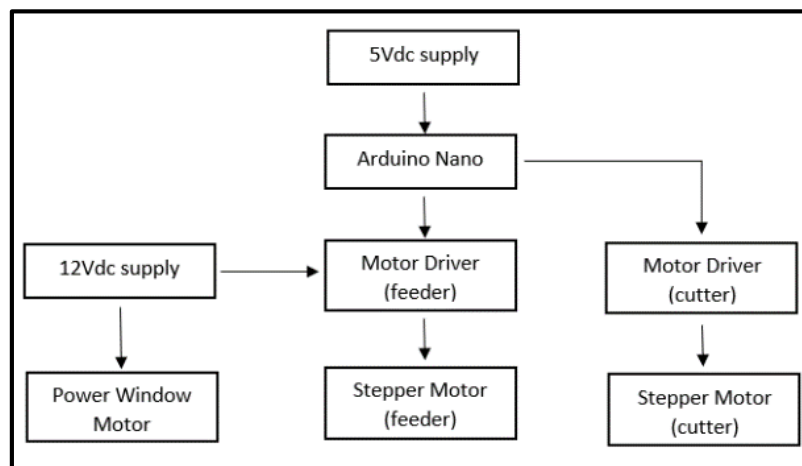 5Vdc supply
Arduino Nano
12Vdc supply
Motor Driver
(feeder)
Motor Driver
(cutter)
Power Window
Motor
Stepper Motor
(feeder)
Stepper Motor
(cutter)